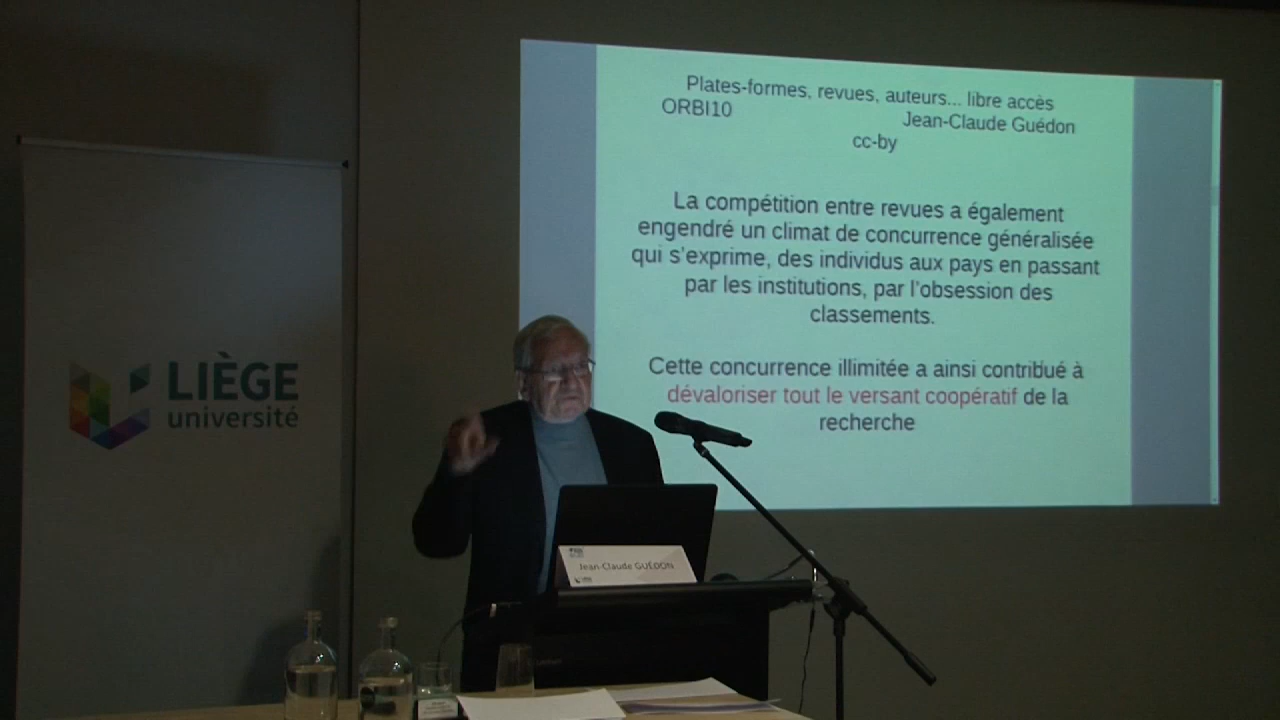 Plates-formes, revues, auteurs... libre accès
ORBI10 Jean-Claude Guédon
cc-by
La compétition entre revues a également
engendré un climat de concurrence généralisée
qui s'exprime, des individus aux pays en passant
par les institutions, par l'obsession des
classements.
Cette concurrence illimitée a ainsi contribué à
dévaloriser tout le versant coopératif de la
recherche
LIÈGE
université
Jean-Claude GUÉDON